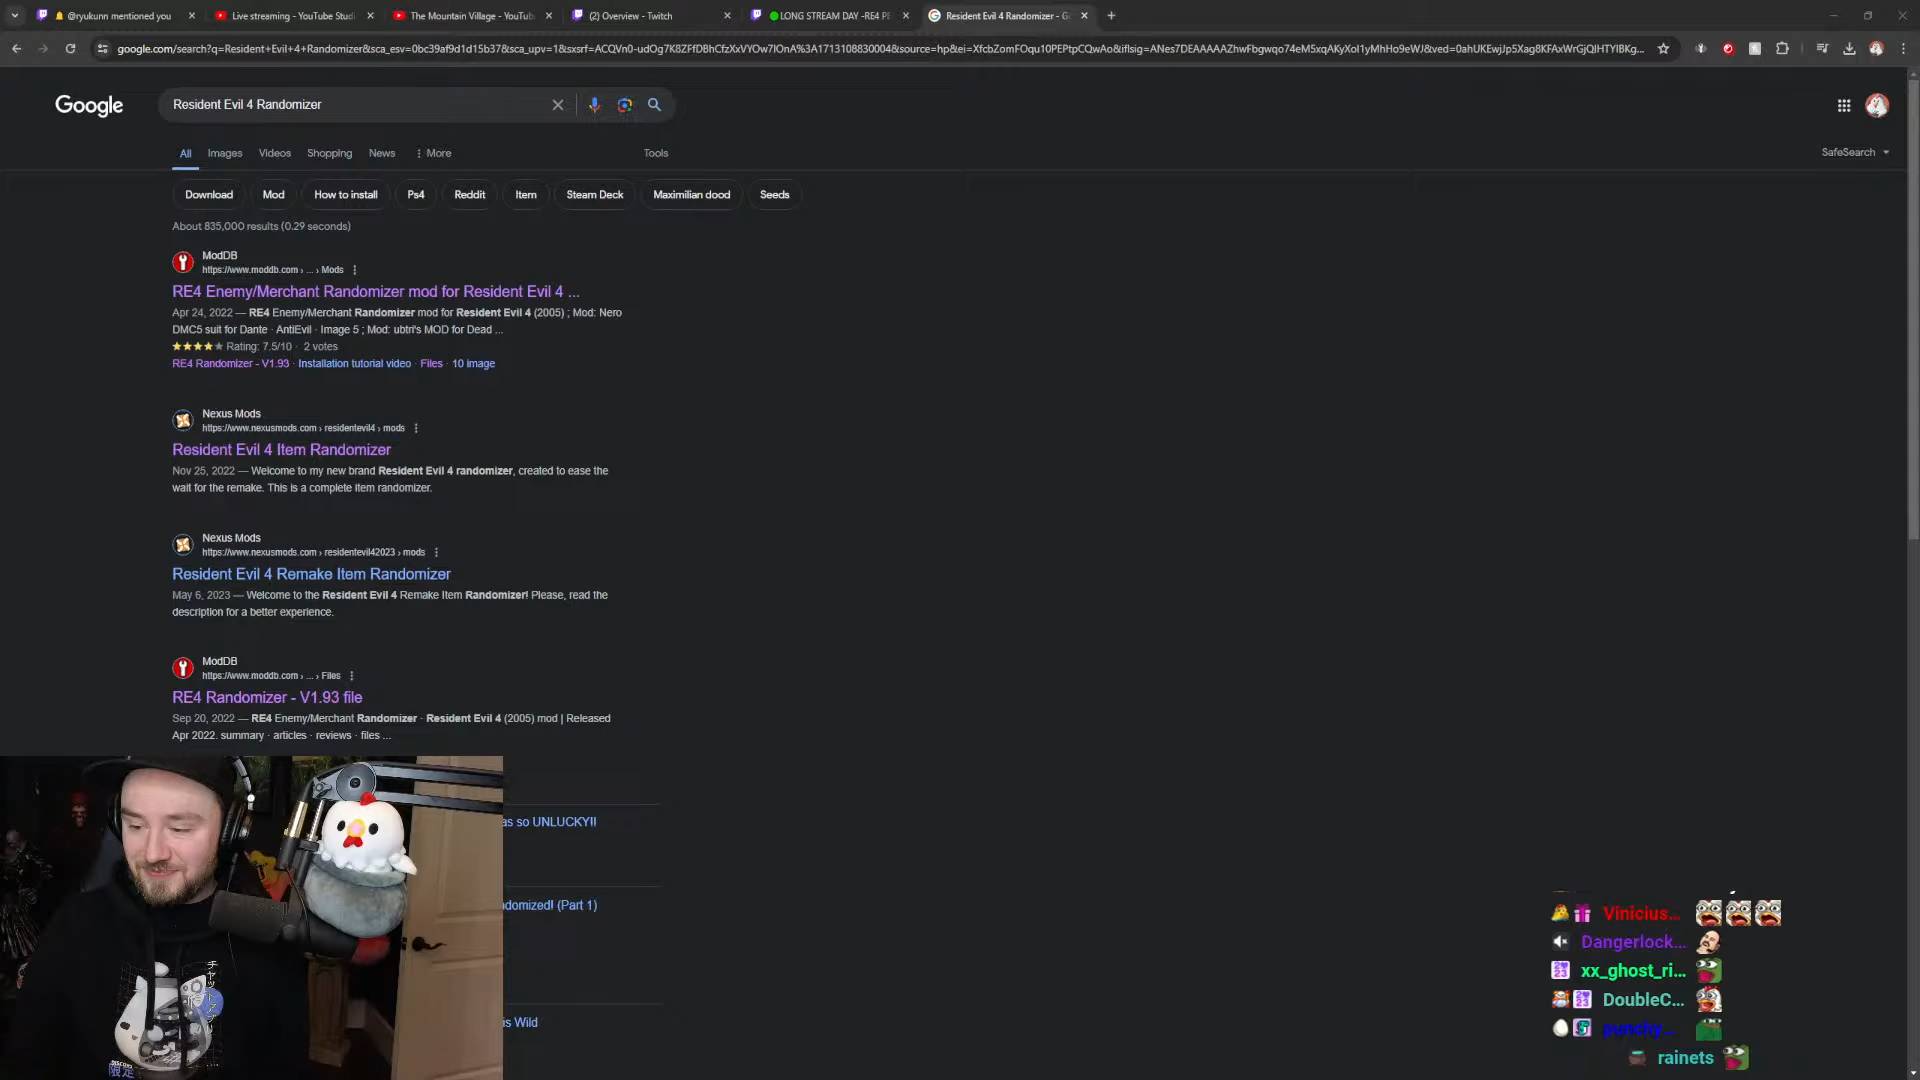 @ryukunn mentioned you
Live streaming - YouTube Studi
The Mountain Village - YouTub
(2) Overview - Twitch
LONG STREAM DAY -RE4 PE
Resident Evil 4 Randomizer - G
Google
Resident Evil 4 Randomizer
All
Images
Videos
Shopping
News
More
Tools
SafeSearch
Download
Mod
How to install
Ps4
Reddit
Item
Steam Deck
Maximilian dood
Seeds
About 835,000 results (0.29 seconds)
ModDB
https://www.moddb.com › ... › Mods
RE4 Enemy/Merchant Randomizer mod for Resident Evil 4 ...
Apr 24, 2022 — RE4 Enemy/Merchant Randomizer mod for Resident Evil 4 (2005) ; Mod: Nero
DMC5 suit for Dante · AntiEvil · Image 5 ; Mod: ubtri's MOD for Dead ...
Rating: 7.5/10 · 2 votes
RE4 Randomizer - V1.93 · Installation tutorial video · Files · 10 image
Nexus Mods
https://www.nexusmods.com › residentevil4 › mods
Resident Evil 4 Item Randomizer
Nov 25, 2022 — Welcome to my new brand Resident Evil 4 randomizer, created to ease the
wait for the remake. This is a complete item randomizer.
Nexus Mods
https://www.nexusmods.com › residentevil42023 › mods
Resident Evil 4 Remake Item Randomizer
May 6, 2023 — Welcome to the Resident Evil 4 Remake Item Randomizer! Please, read the
description for a better experience.
ModDB
https://www.moddb.com › ... › Files
RE4 Randomizer - V1.93 file
Sep 20, 2022 — RE4 Enemy/Merchant Randomizer · Resident Evil 4 (2005) mod | Released
Apr 2022. summary · articles · reviews · files ...
as so UNLUCKY!!
domized! (Part 1)
is Wild
チャット
限定
Vinicius...
Dangerlock...
xx_ghost_ri...
DoubleC...
punchy...
rainets